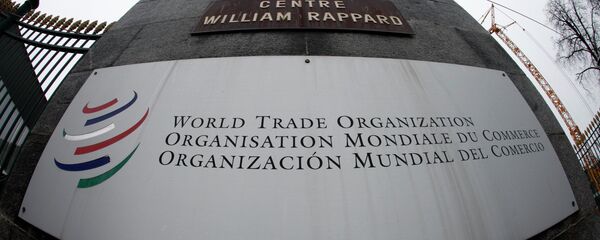 CENTRE
WILLIAM RAPPARD
WORLD TRADE ORGANIZATION
ORGANISATION MONDIALE DU COMMERCE
ORGANIZACIÓN MUNDIAL DEL COMERCIO